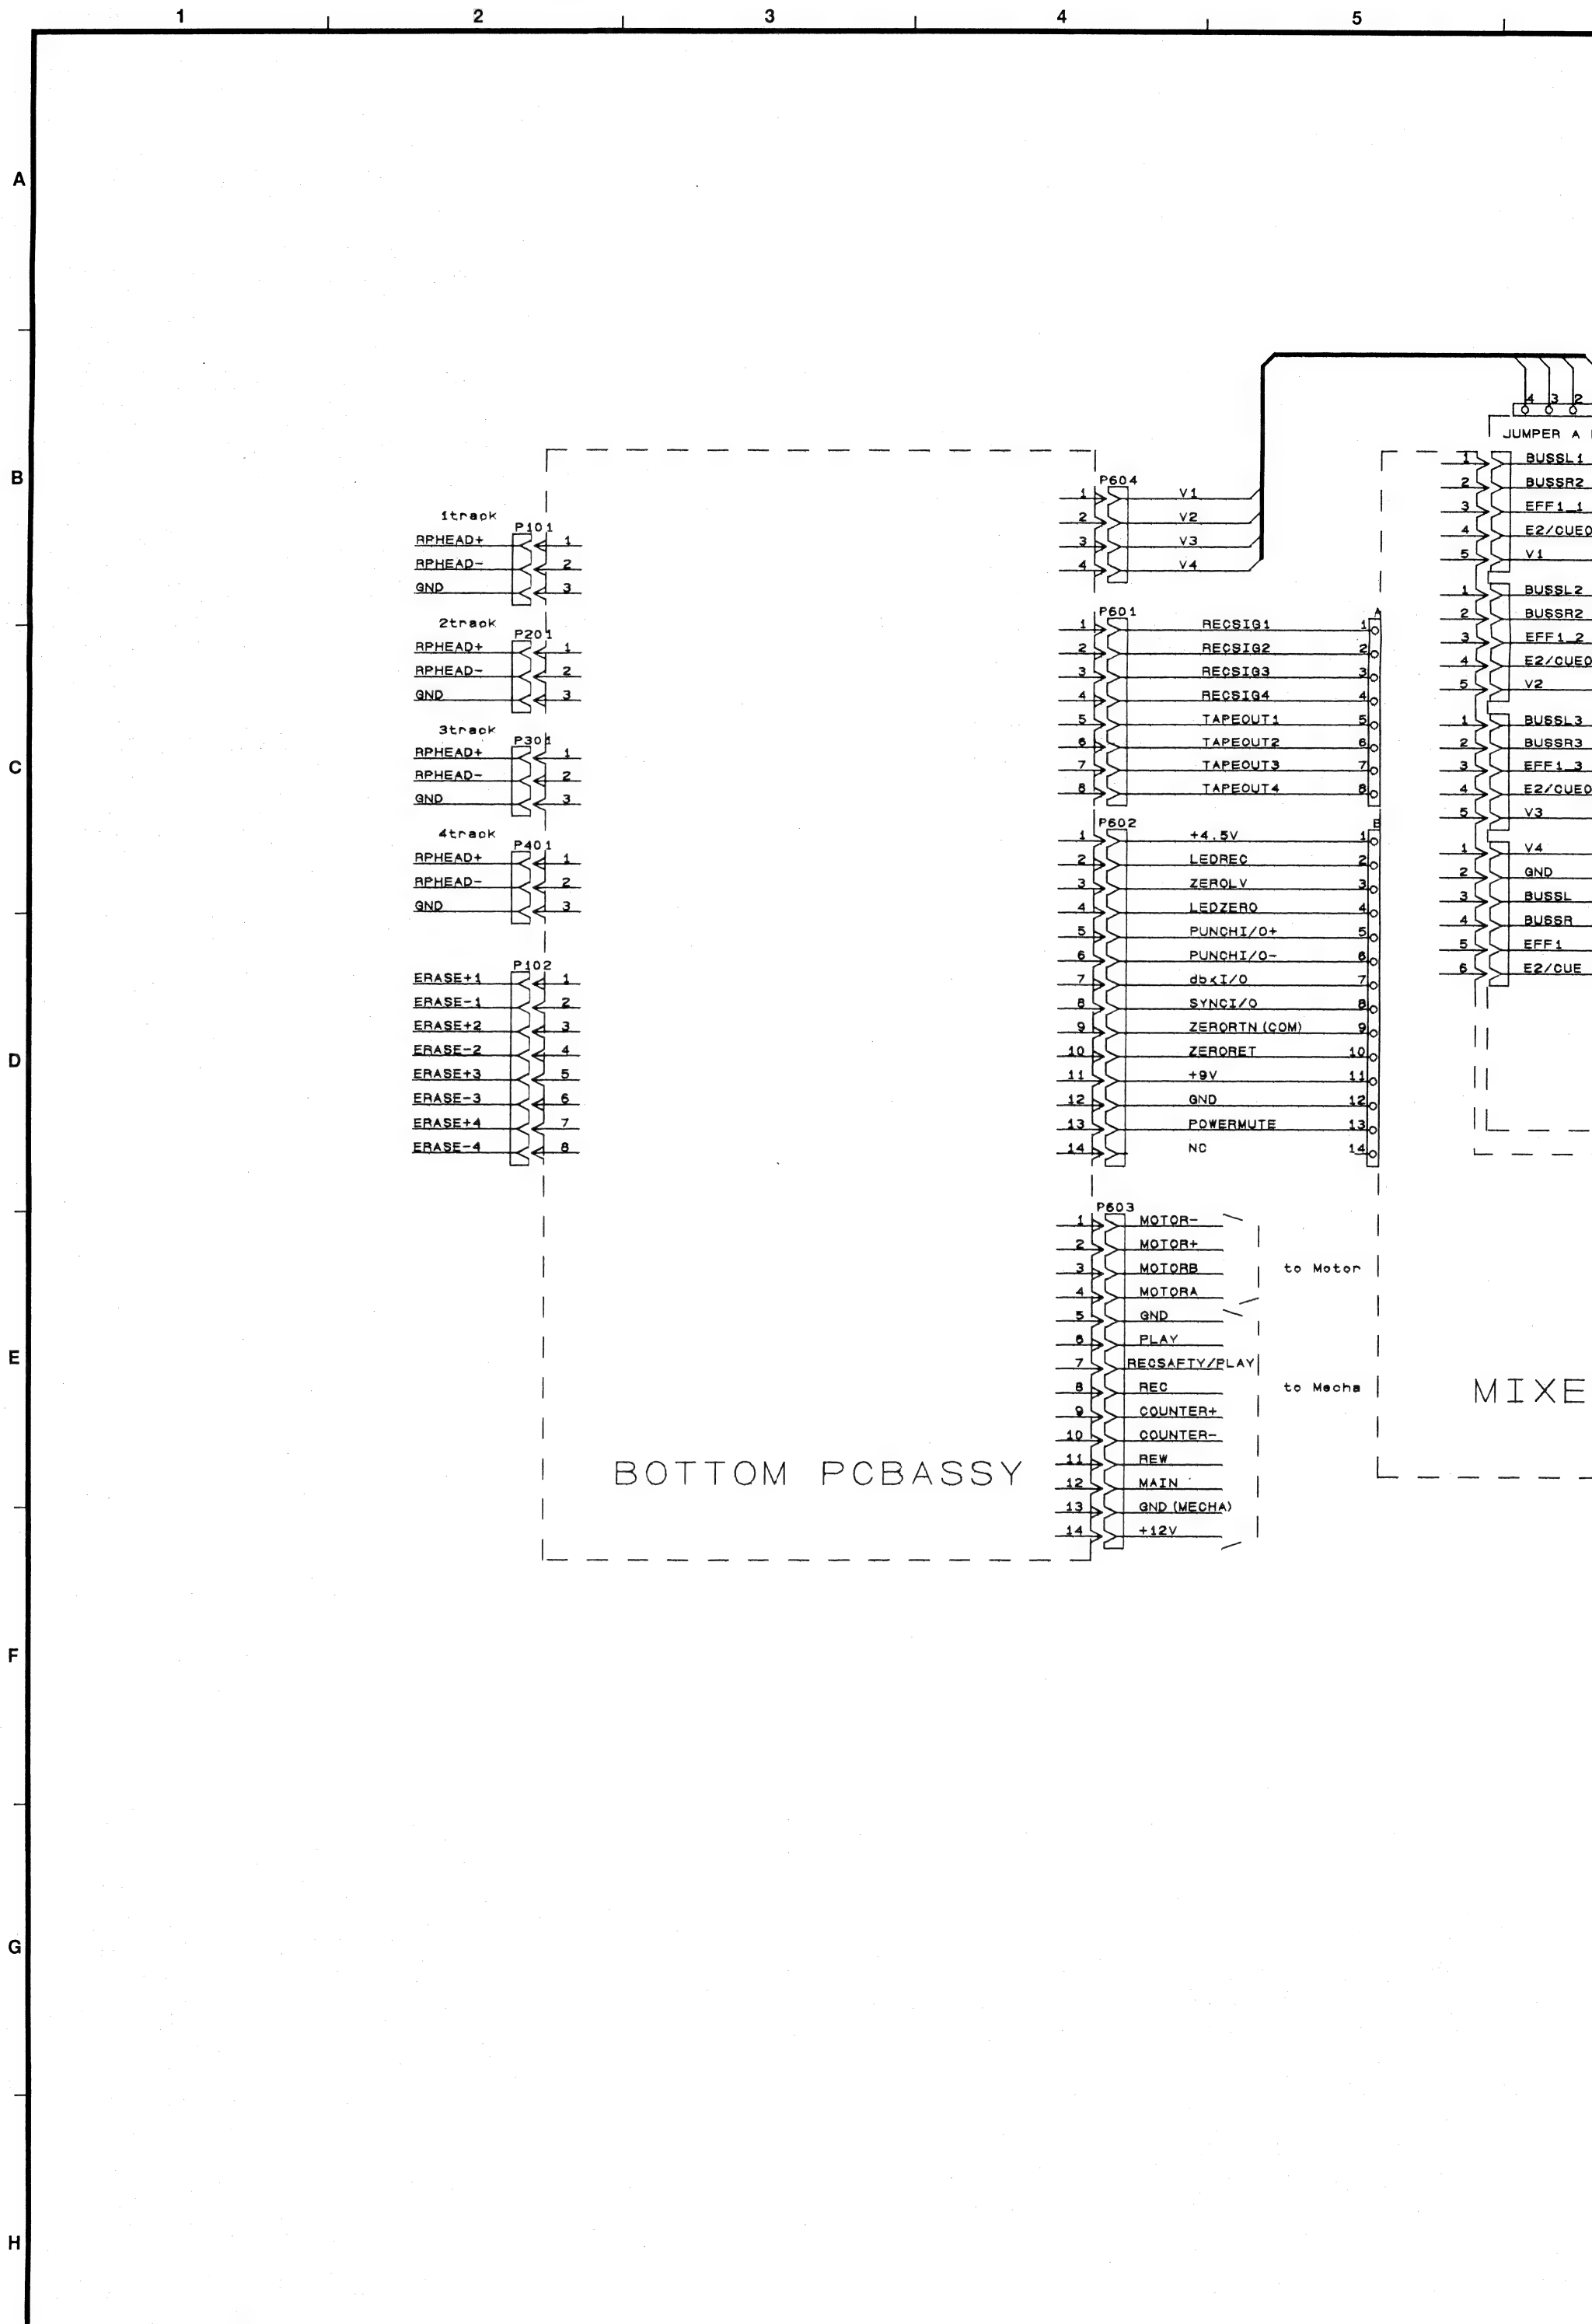 1 2 3 4 5
A
B
C
D
E
F
G
H
1track
P101
RPHEAD+ 1
RPHEAD- 2
GND 3
2track
P201
RPHEAD+ 1
RPHEAD- 2
GND 3
3track
P301
RPHEAD+ 1
RPHEAD- 2
GND 3
4track
P401
RPHEAD+ 1
RPHEAD- 2
GND 3
P102
ERASE+1 1
ERASE-1 2
ERASE+2 3
ERASE-2 4
ERASE+3 5
ERASE-3 6
ERASE+4 7
ERASE-4 8
BOTTOM PCBASSY
P604
1 V1
2 V2
3 V3
4 V4
P601 A
1 RECSIG1 1
2 RECSIG2 2
3 RECSIG3 3
4 RECSIG4 4
5 TAPEOUT1 5
6 TAPEOUT2 6
7 TAPEOUT3 7
8 TAPEOUT4 8
P602 B
1 +4.5V 1
2 LEDREC 2
3 ZEROLV 3
4 LEDZERO 4
5 PUNCHI/O+ 5
6 PUNCHI/O- 6
7 dbxI/O 7
8 SYNCI/O 8
9 ZERORTN(COM) 9
10 ZERORET 10
11 +9V 11
12 GND 12
13 POWERMUTE 13
14 NC 14
P603
1 MOTOR-
2 MOTOR+
3 MOTORB
4 MOTORA
5 GND
6 PLAY
7 RECSAFTY/PLAY
8 REC
9 COUNTER+
10 COUNTER-
11 REW
12 MAIN
13 GND(MECHA)
14 +12V
to Motor
to Mecha
4 3 2
JUMPER A
1 BUSSL1
2 BUSSR2
3 EFF1_1
4 E2/CUEO
5 V1
1 BUSSL2
2 BUSSR2
3 EFF1_2
4 E2/CUEO
5 V2
1 BUSSL3
2 BUSSR3
3 EFF1_3
4 E2/CUEO
5 V3
1 V4
2 GND
3 BUSSL
4 BUSSR
5 EFF1
6 E2/CUE
MIXE